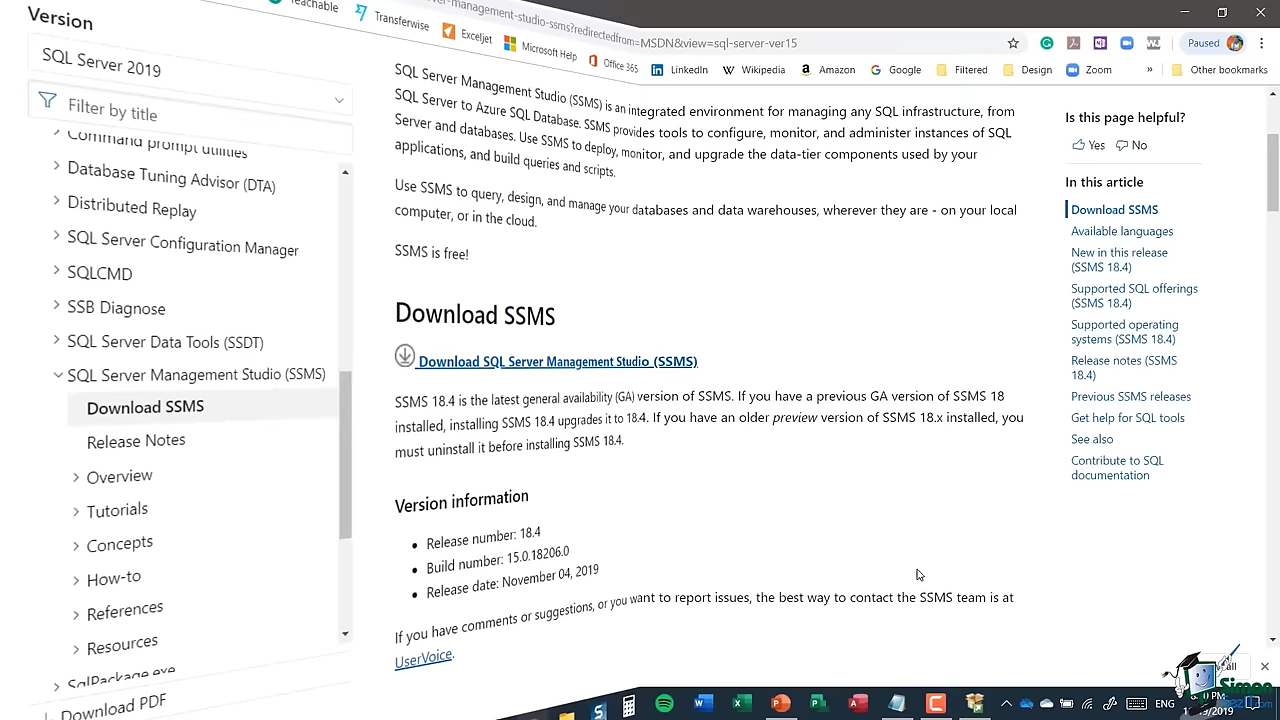 Version
SQL Server 2019
Filter by title
Command prompt utilities
Database Tuning Advisor (DTA)
Distributed Replay
SQL Server Configuration Manager
SQLCMD
SSB Diagnose
SQL Server Data Tools (SSDT)
SQL Server Management Studio (SSMS)
Download SSMS
Release Notes
Overview
Tutorials
Concepts
How-to
References
Resources
SqlPackage.exe
Download PDF
server-management-studio-ssms?redirectedfrom=MSDN&view=sql-server-ver15
Paused
Teachable
Transferwise
Exceljet
Microsoft Help
Office 365
LinkedIn
Wikipedia
Amazon
Google
Filtered
Design
Zoom
»
Other bookmarks
SQL Server Management Studio (SSMS) is an integrated environment for managing any SQL infrastructure, from
SQL Server to Azure SQL Database. SSMS provides tools to configure, monitor, and administer instances of SQL
Server and databases. Use SSMS to deploy, monitor, and upgrade the data-tier components used by your
applications, and build queries and scripts.
Use SSMS to query, design, and manage your databases and data warehouses, wherever they are - on your local
computer, or in the cloud.
SSMS is free!
Download SSMS
Download SQL Server Management Studio (SSMS)
SSMS 18.4 is the latest general availability (GA) version of SSMS. If you have a previous GA version of SSMS 18
installed, installing SSMS 18.4 upgrades it to 18.4. If you have an older preview version of SSMS 18.x installed, you
must uninstall it before installing SSMS 18.4.
Version information
• Release number: 18.4
• Build number: 15.0.18206.0
• Release date: November 04, 2019
If you have comments or suggestions, or you want to report issues, the best way to contact the SSMS team is at
UserVoice.
Is this page helpful?
Yes No
In this article
Download SSMS
Available languages
New in this release
(SSMS 18.4)
Supported SQL offerings
(SSMS 18.4)
Supported operating
systems (SSMS 18.4)
Release notes (SSMS
18.4)
Previous SSMS releases
Get help for SQL tools
See also
Contribute to SQL
documentation
Simon
ENG